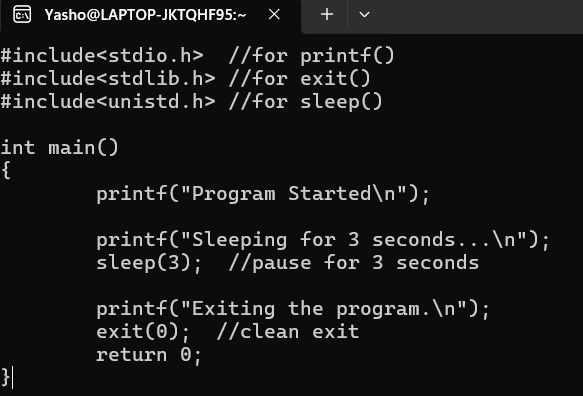 Yasho@LAPTOP-JKTQHF95:~
#include<stdio.h>  //for printf()
#include<stdlib.h> //for exit()
#include<unistd.h> //for sleep()

int main()
{
        printf("Program Started\n");

        printf("Sleeping for 3 seconds...\n");
        sleep(3);  //pause for 3 seconds

        printf("Exiting the program.\n");
        exit(0);  //clean exit
        return 0;
}